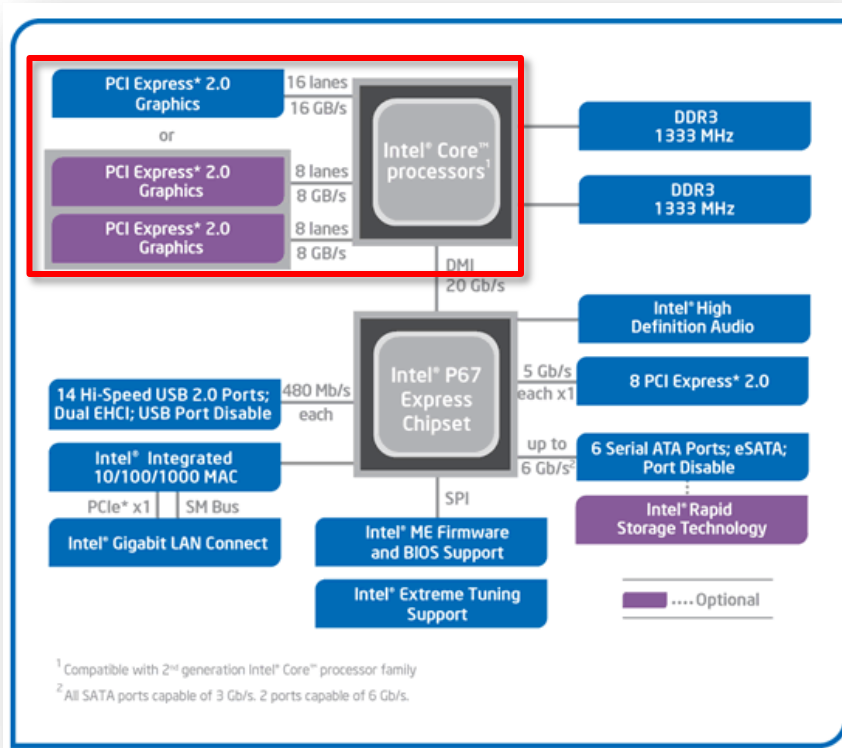 PCI Express* 2.0
Graphics
16 lanes
16 GB/s
or
PCI Express* 2.0
Graphics
8 lanes
8 GB/s
PCI Express* 2.0
Graphics
8 lanes
8 GB/s
Intel® Core™
processors¹
DDR3
1333 MHz
DDR3
1333 MHz
DMI
20 Gb/s
Intel® High
Definition Audio
Intel® P67
Express
Chipset
5 Gb/s
each x1
8 PCI Express* 2.0
14 Hi-Speed USB 2.0 Ports;
Dual EHCI; USB Port Disable
480 Mb/s
each
up to
6 Gb/s²
6 Serial ATA Ports; eSATA;
Port Disable
Intel® Integrated
10/100/1000 MAC
PCIe* x1
SM Bus
Intel® Gigabit LAN Connect
SPI
Intel® Rapid
Storage Technology
Intel® ME Firmware
and BIOS Support
Intel® Extreme Tuning
Support
....Optional
¹ Compatible with 2ⁿᵈ generation Intel® Core™ processor family
² All SATA ports capable of 3 Gb/s. 2 ports capable of 6 Gb/s.